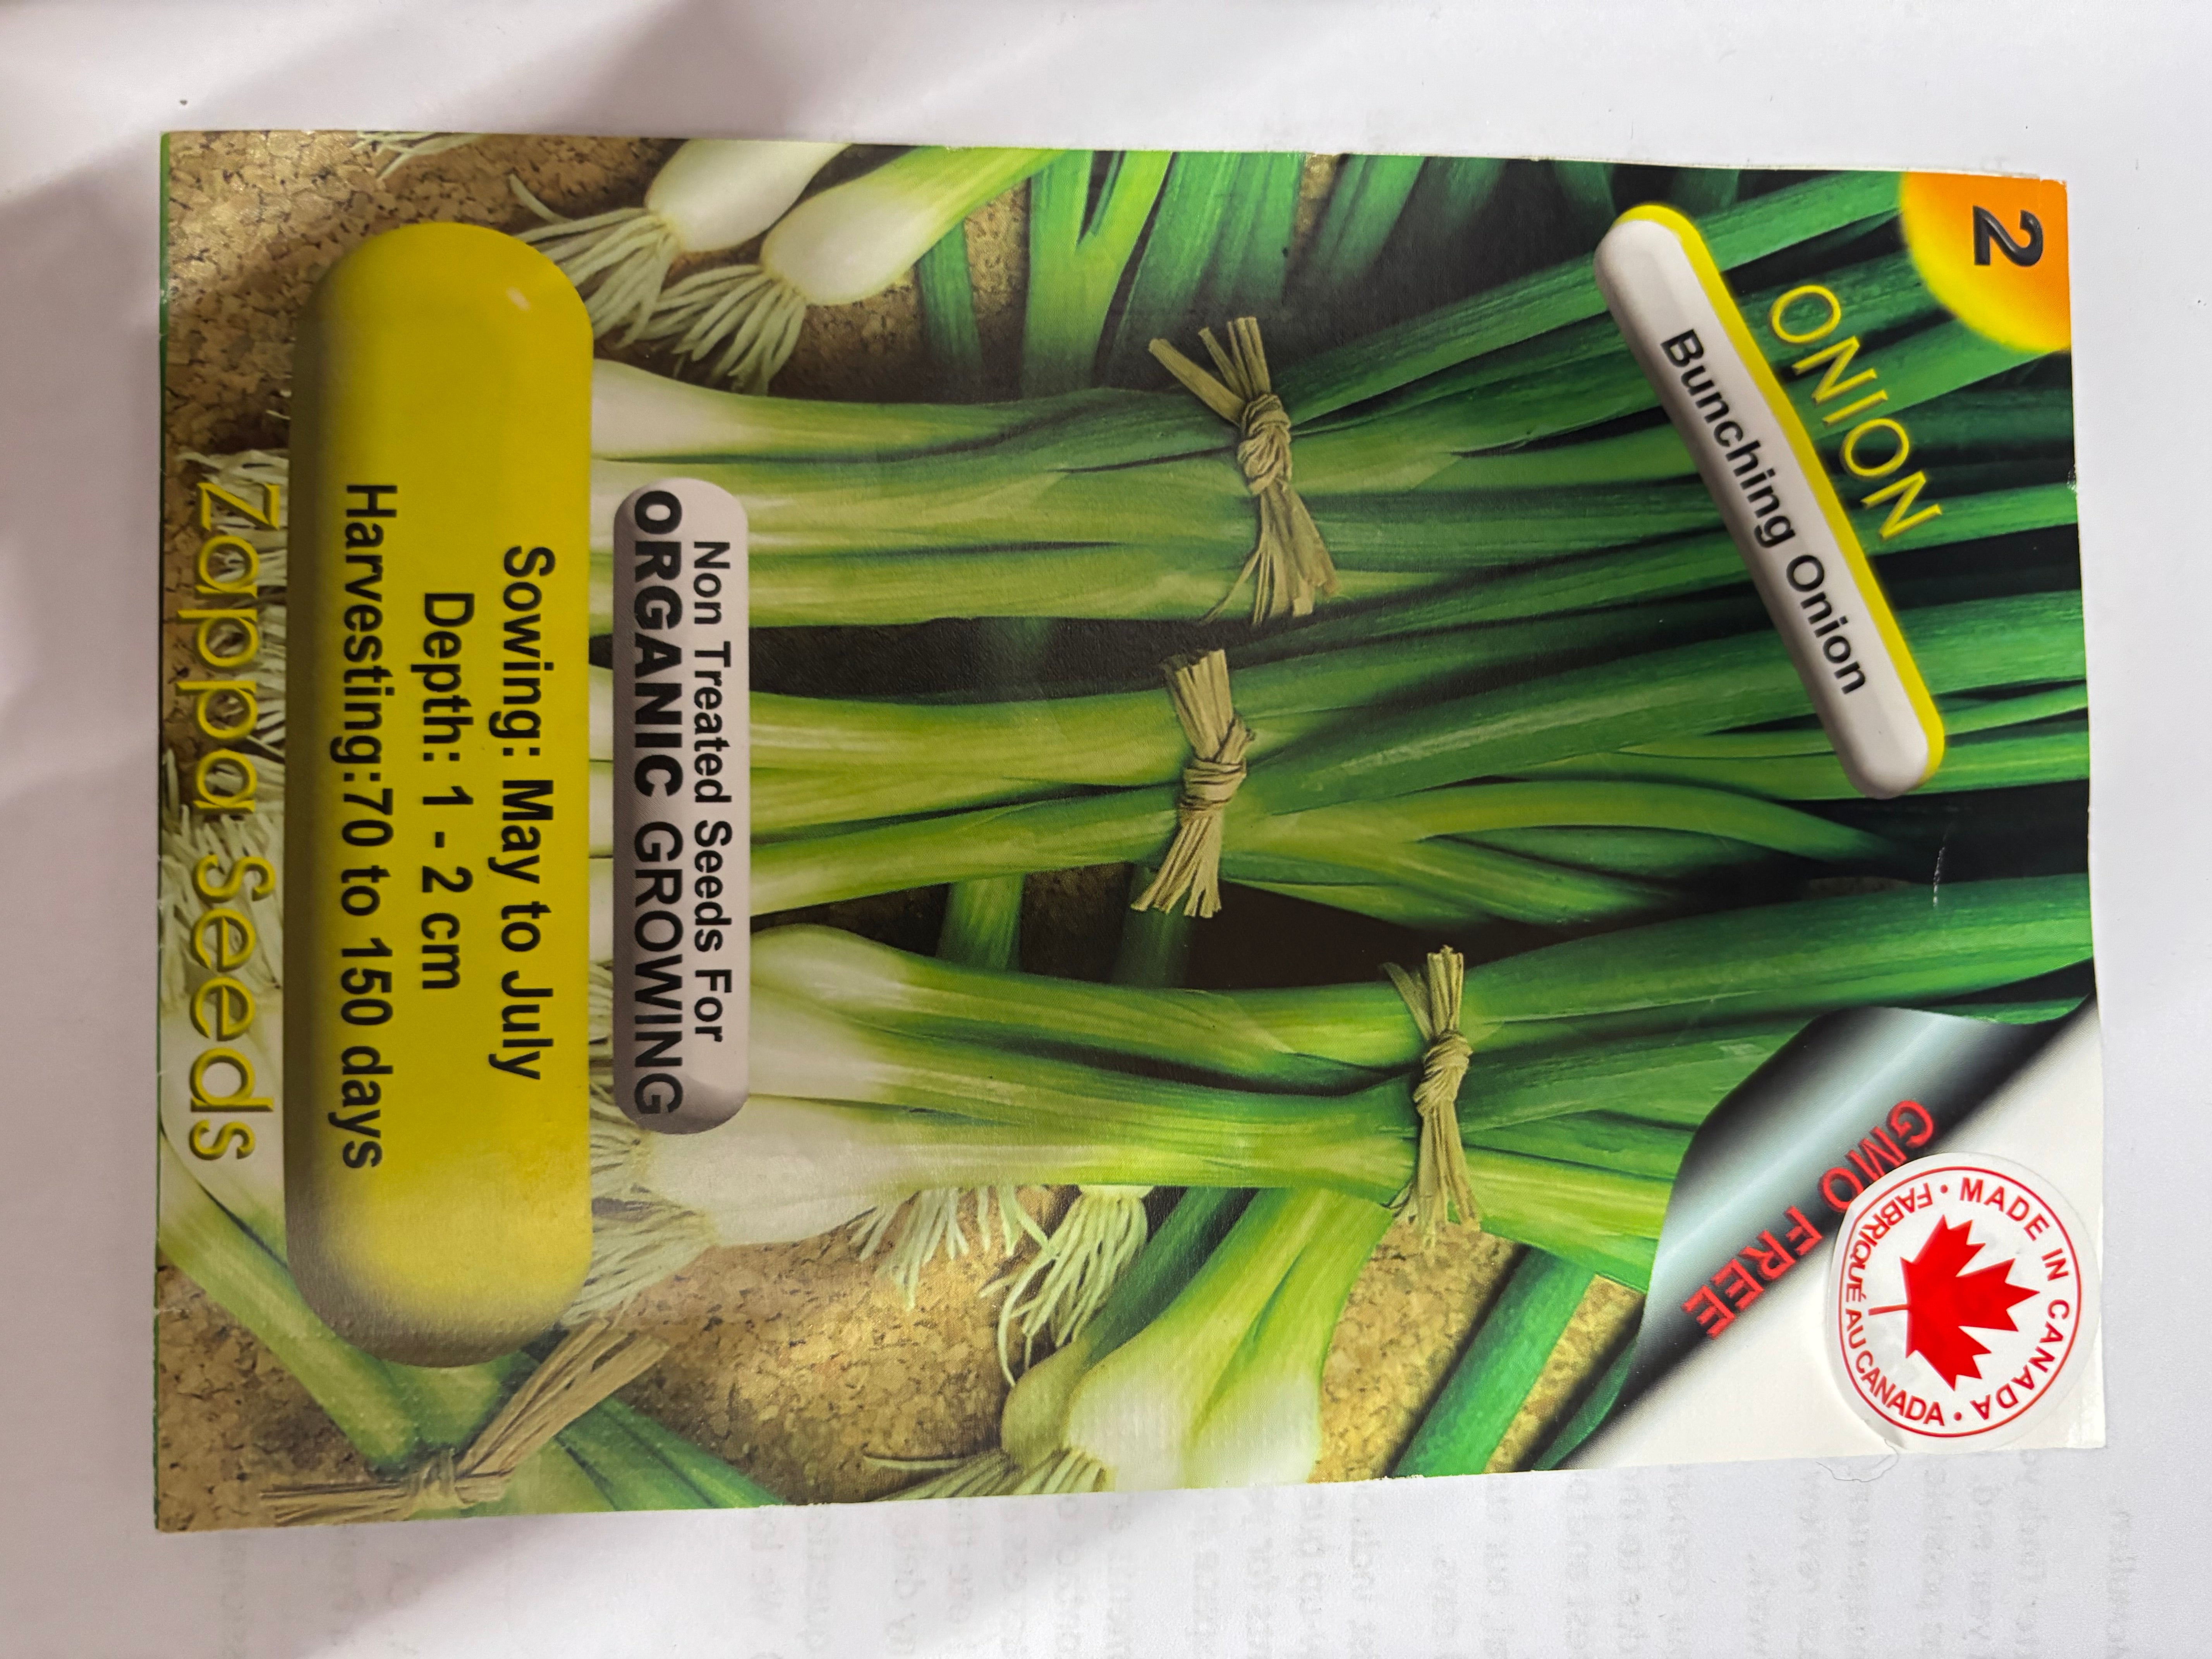 2
ONION
Bunching Onion
GMO FREE
MADE IN CANADA
FABRIQUÉ AU CANADA
Non Treated Seeds For
ORGANIC GROWING
Sowing: May to July
Depth: 1 - 2 cm
Harvesting:70 to 150 days
Zappa Seeds